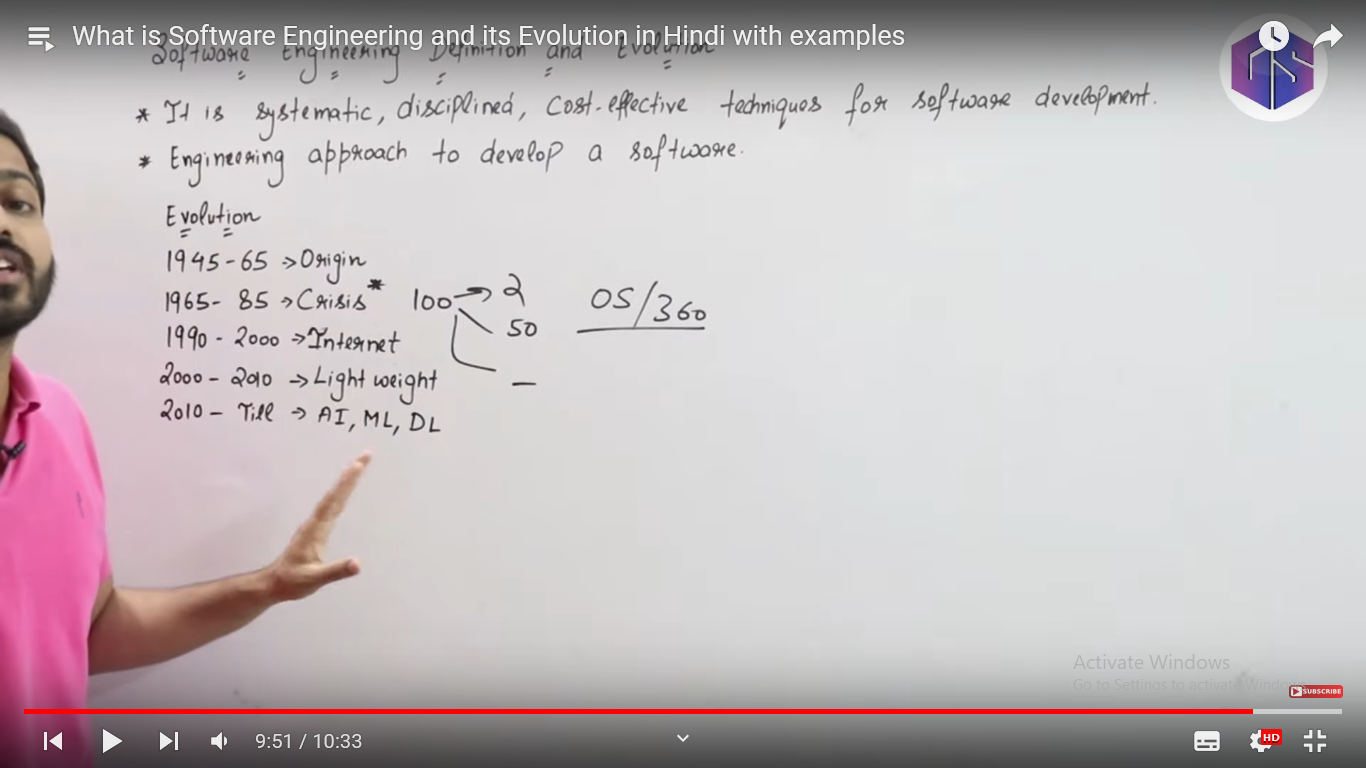 What is Software Engineering and its Evolution in Hindi with examples
Software Engineering Definition and Evolution
* It is systematic, disciplined, cost-effective techniques for software development.
* Engineering approach to develop a software.
Evolution
1945-65 → Origin
1965-85 → Crisis* 100 → 2
50
—
OS/360
1990-2000 → Internet
2000-2010 → Light weight
2010- Till → AI, ML, DL
Activate Windows
Go to Settings to activate Windows.
SUBSCRIBE
9:51 / 10:33
HD